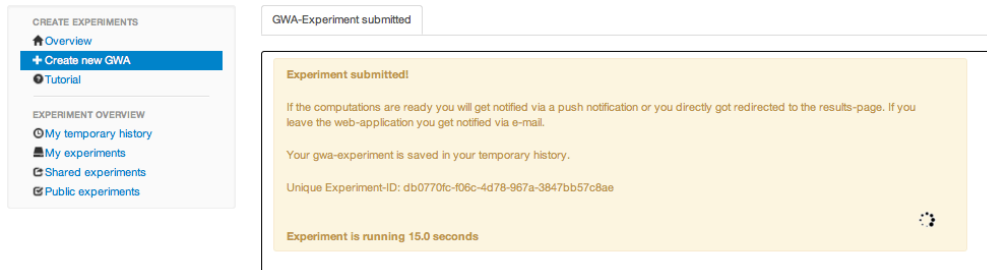 CREATE EXPERIMENTS
Overview
Create new GWA
Tutorial
EXPERIMENT OVERVIEW
My temporary history
My experiments
Shared experiments
Public experiments
GWA-Experiment submitted
Experiment submitted!
If the computations are ready you will get notified via a push notification or you directly got redirected to the results-page. If you
leave the web-application you get notified via e-mail.
Your gwa-experiment is saved in your temporary history.
Unique Experiment-ID: db0770fc-f06c-4d78-967a-3847bb57c8ae
Experiment is running 15.0 seconds